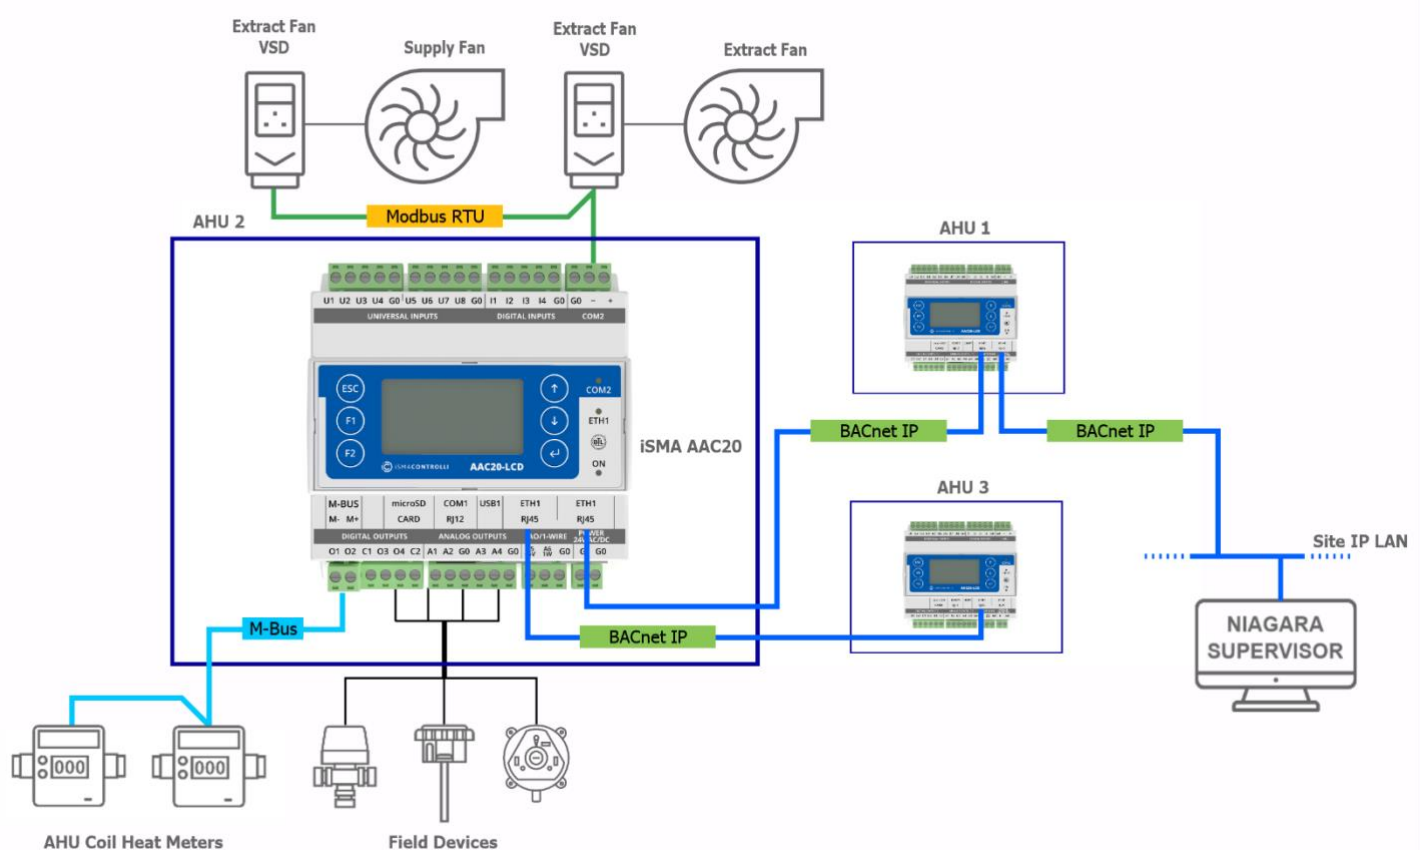 Extract Fan
VSD
Supply Fan
Extract Fan
VSD
Extract Fan
Modbus RTU
AHU 2
U1 U2 U3 U4 G0 U5 U6 U7 U8 G0 I1 I2 I3 I4 G0 G0 - +
UNIVERSAL INPUTS DIGITAL INPUTS COM2
ESC
F1
F2
iSMACONTROLLI AAC20-LCD
COM2
ETH1
ON
iSMA AAC20
M-BUS microSD COM1 USB1 ETH1 ETH1
M- M+ CARD RJ12 RJ45 RJ45
DIGITAL OUTPUTS ANALOG OUTPUTS /1-WIRE POWER
24V AC/DC
O1 O2 C1 O3 O4 C2 A1 A2 G0 A3 A4 G0 G0 G0
M-Bus
BACnet IP
AHU 1
BACnet IP
BACnet IP
AHU 3
Site IP LAN
NIAGARA
SUPERVISOR
000
000
AHU Coil Heat Meters
Field Devices